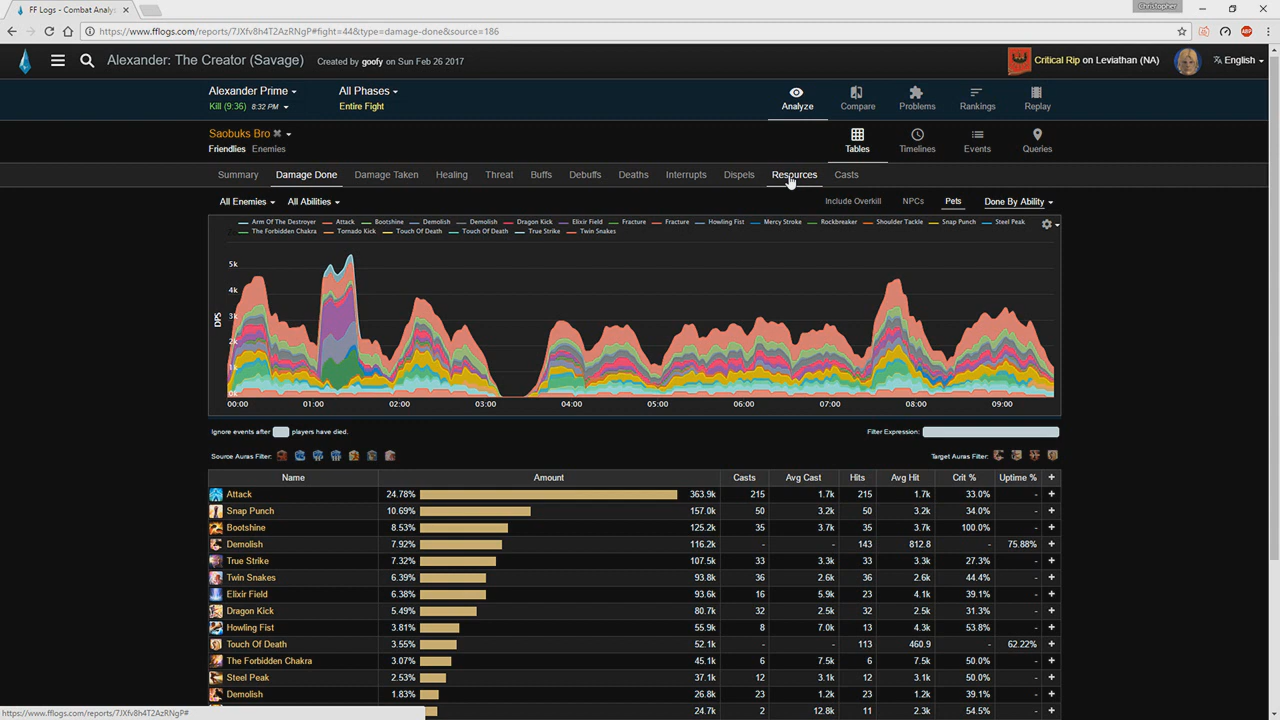 FF Logs - Combat Analys
Christopher
https://www.fflogs.com/reports/7JXfv8h4T2AzRNgP#fight=44&type=damage-done&source=186
ABP
Alexander: The Creator (Savage) Created by goofy on Sun Feb 26 2017 Critical Rip on Leviathan (NA) English
Alexander Prime All Phases
Kill (9:36) 8:32 PM Entire Fight
Analyze Compare Problems Rankings Replay
Saobuks Bro
Friendlies Enemies
Tables Timelines Events Queries
Summary Damage Done Damage Taken Healing Threat Buffs Debuffs Deaths Interrupts Dispels Resources Casts
All Enemies All Abilities Include Overkill NPCs Pets Done By Ability
Arm Of The Destroyer Attack Bootshine Demolish Demolish Dragon Kick Elixir Field Fracture Fracture Howling Fist Mercy Stroke Rockbreaker Shoulder Tackle Snap Punch Steel Peak
The Forbidden Chakra Tornado Kick Touch Of Death Touch Of Death True Strike Twin Snakes
5k
4k
3k
2k
1k
0k
DPS
00:00 01:00 02:00 03:00 04:00 05:00 06:00 07:00 08:00 09:00
Ignore events after players have died. Filter Expression:
Source Auras Filter: Target Auras Filter:
Name Amount Casts Avg Cast Hits Avg Hit Crit % Uptime % +
Attack 24.78% 363.9k 215 1.7k 215 1.7k 33.0% - +
Snap Punch 10.69% 157.0k 50 3.2k 50 3.2k 34.0% - +
Bootshine 8.53% 125.2k 35 3.7k 35 3.7k 100.0% - +
Demolish 7.92% 116.2k - - 143 812.8 - 75.88% +
True Strike 7.32% 107.5k 33 3.3k 33 3.3k 27.3% - +
Twin Snakes 6.39% 93.8k 36 2.6k 36 2.6k 44.4% - +
Elixir Field 6.38% 93.6k 16 5.9k 23 4.1k 39.1% - +
Dragon Kick 5.49% 80.7k 32 2.5k 32 2.5k 31.3% - +
Howling Fist 3.81% 55.9k 8 7.0k 13 4.3k 53.8% - +
Touch Of Death 3.55% 52.1k - - 113 460.9 - 62.22% +
The Forbidden Chakra 3.07% 45.1k 6 7.5k 6 7.5k 50.0% - +
Steel Peak 2.53% 37.1k 12 3.1k 12 3.1k 50.0% - +
Demolish 1.83% 26.8k 23 1.2k 23 1.2k 39.1% - +
24.7k 2 12.8k 11 2.3k 54.5% - +
https://www.fflogs.com/reports/7JXfv8h4T2AzRNgP#